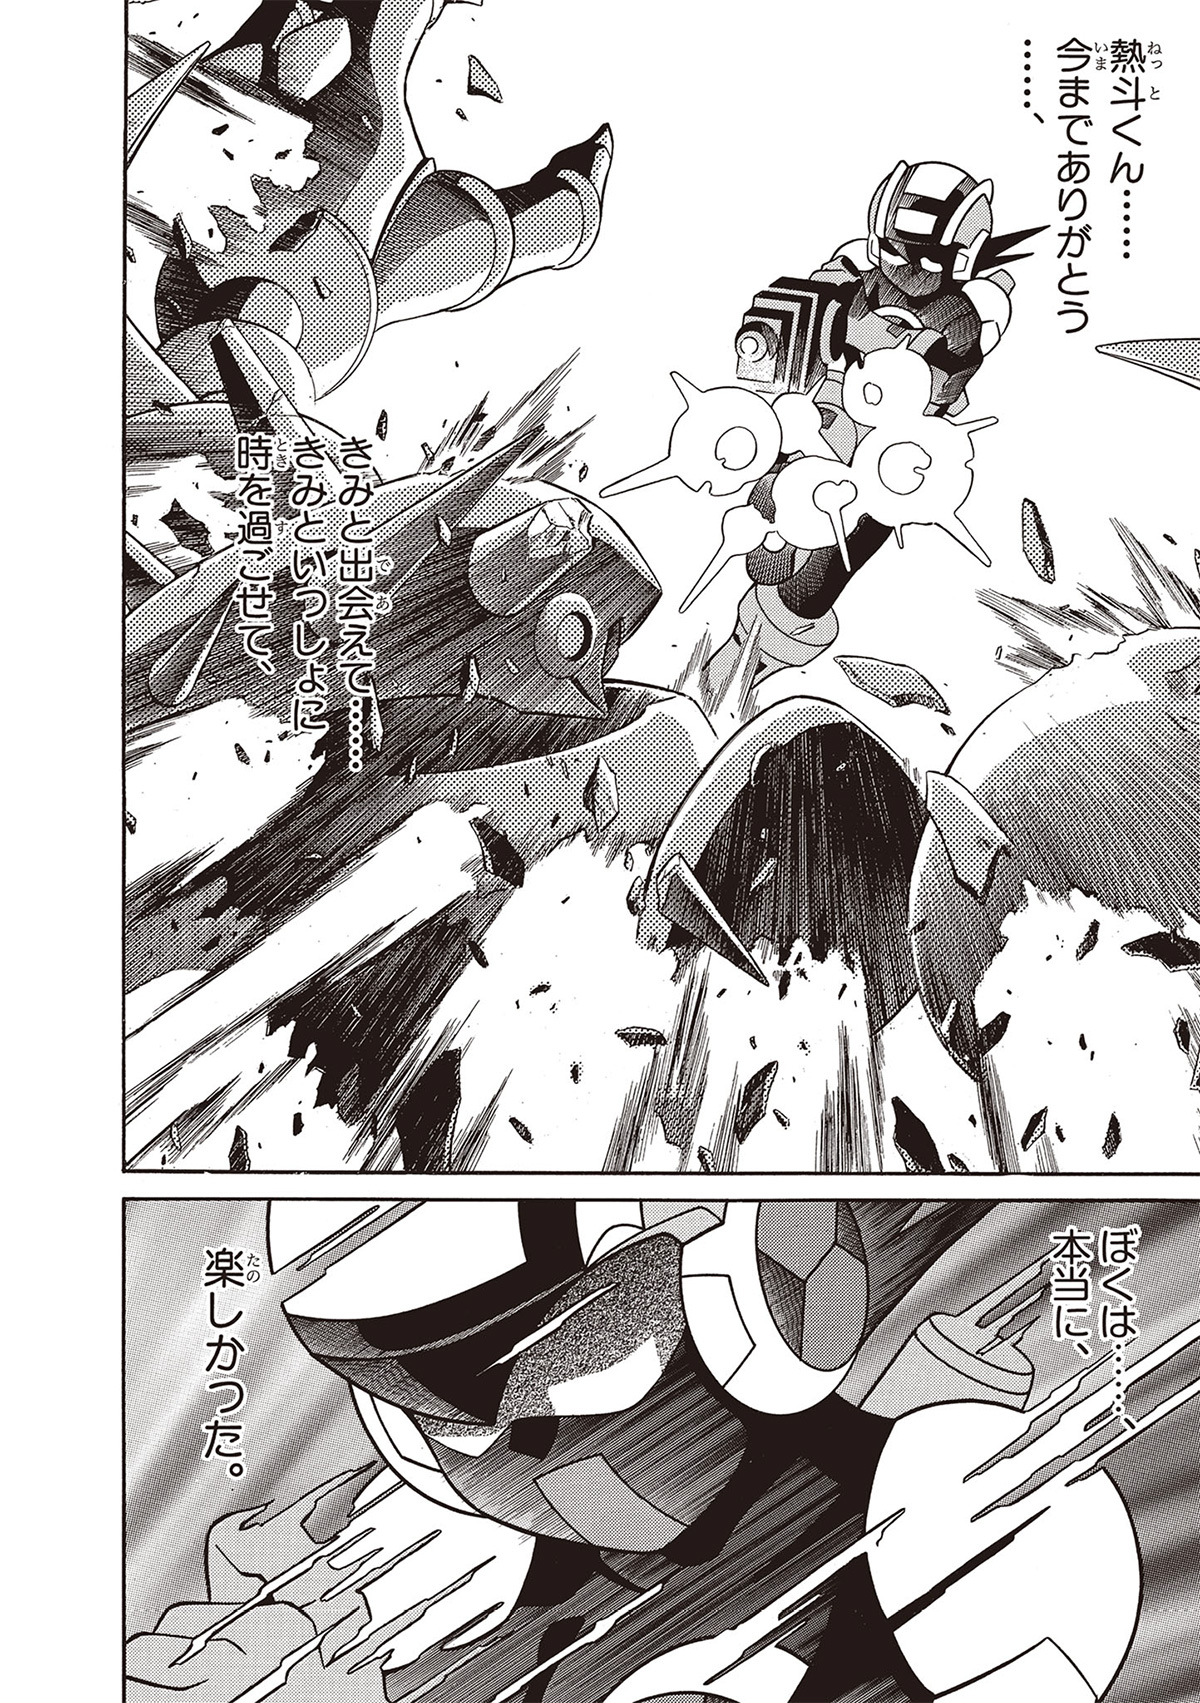 熱斗くん……
今まであり​がとう
……、
きみと出会えて……
きみといっしょに
時を過ごせて、
ぼくは……、
本当に、
楽しかった。